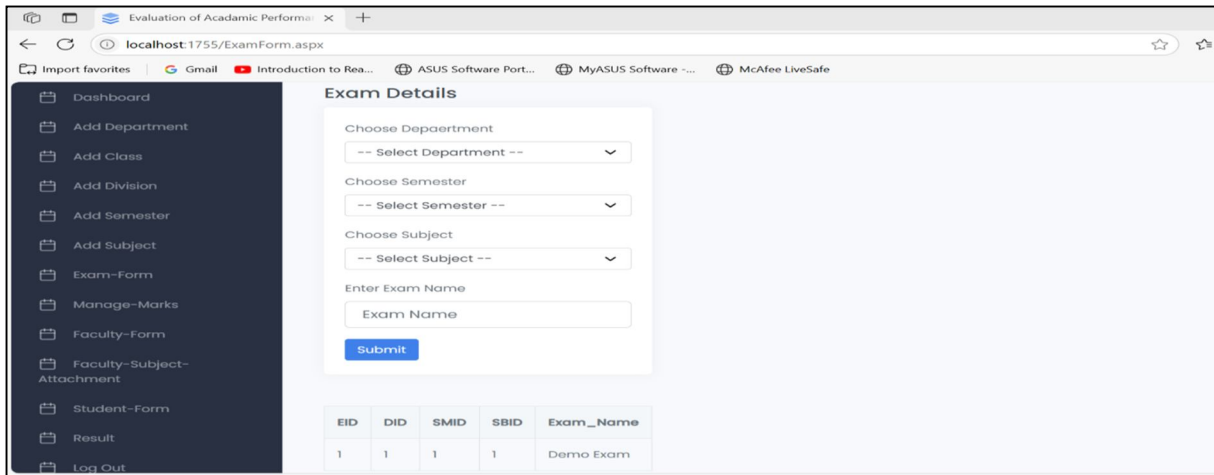 Evaluation of Acadamic Performa
localhost:1755/ExamForm.aspx
Import favorites Gmail Introduction to Rea... ASUS Software Port... MyASUS Software -... McAfee LiveSafe
Dashboard
Add Department
Add Class
Add Division
Add Semester
Add Subject
Exam-Form
Manage-Marks
Faculty-Form
Faculty-Subject-
Attachment
Student-Form
Result
Log Out
Exam Details
Choose Depaertment
-- Select Department --
Choose Semester
-- Select Semester --
Choose Subject
-- Select Subject --
Enter Exam Name
Exam Name
Submit
EID DID SMID SBID Exam_Name
1 1 1 1 Demo Exam